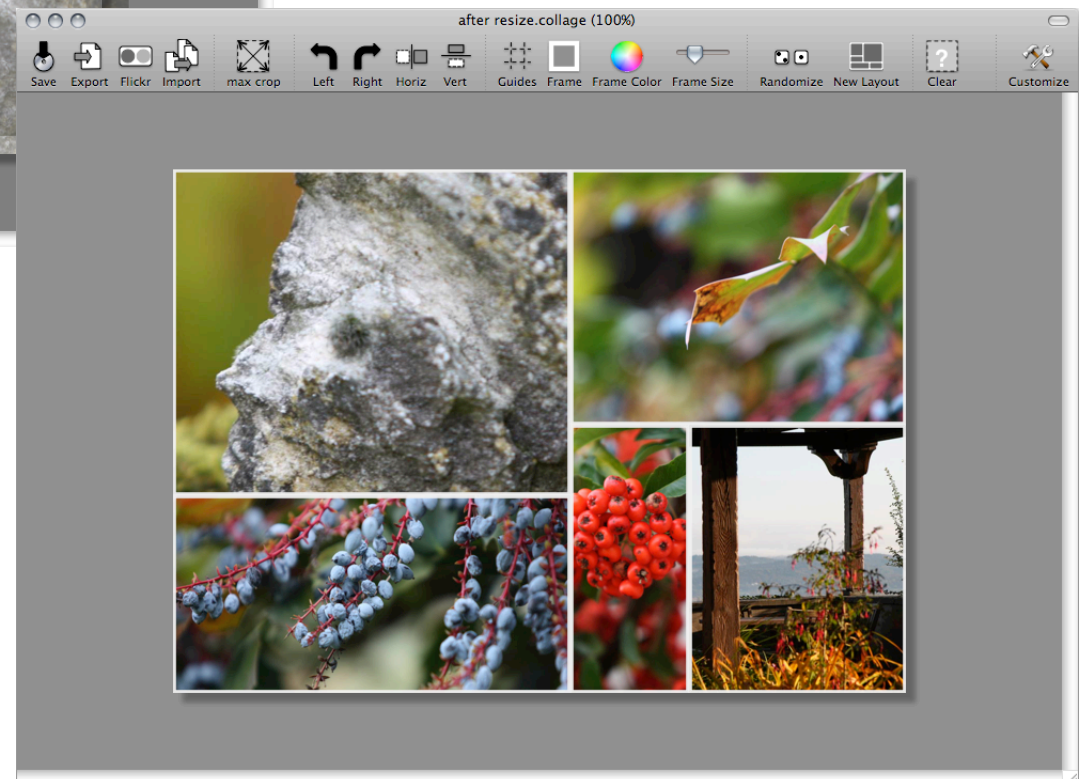 after resize.collage (100%)
Save Export Flickr Import max crop Left Right Horiz Vert Guides Frame Frame Color Frame Size Randomize New Layout Clear Customize